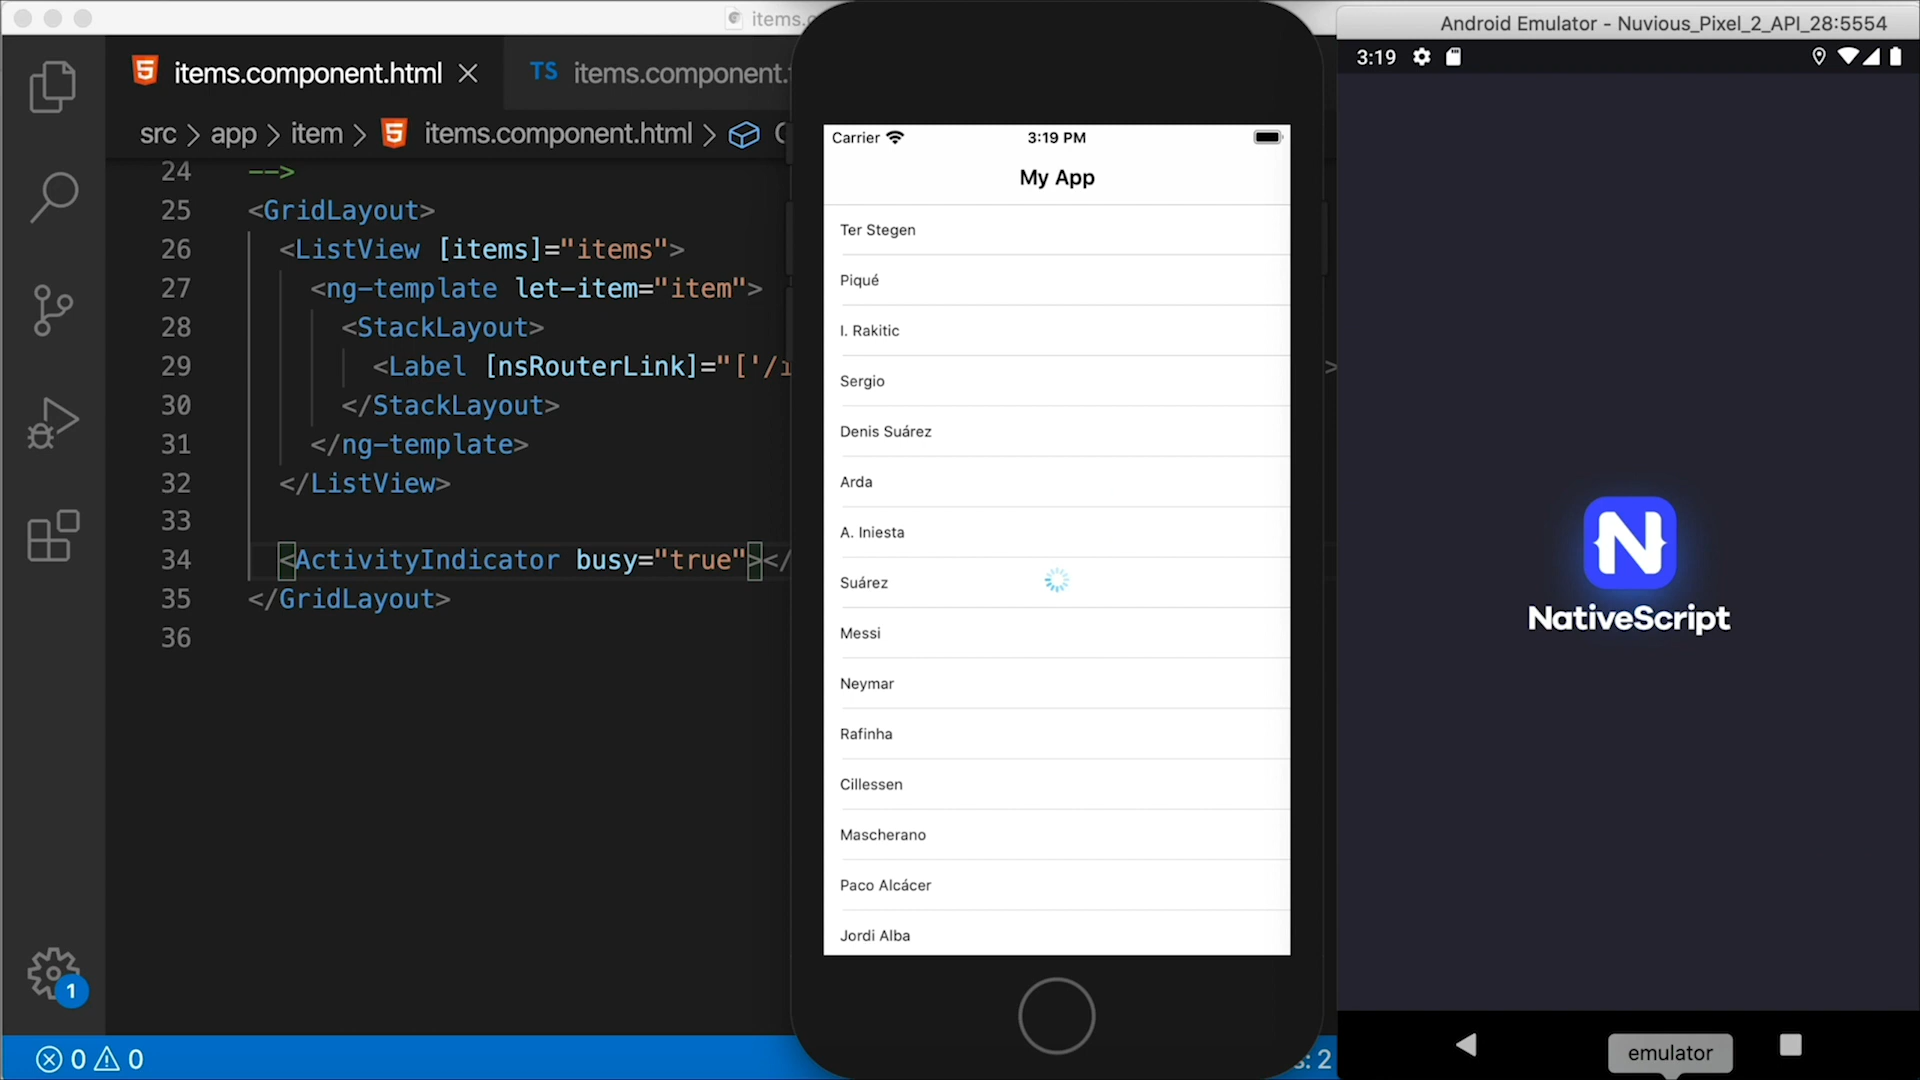 items.c
items.component.html
TS items.component.
src > app > item > items.component.html >
24 -->
25 <GridLayout>
26 <ListView [items]="items">
27 <ng-template let-item="item">
28 <StackLayout>
29 <Label [nsRouterLink]="['/i
>
30 </StackLayout>
31 </ng-template>
32 </ListView>
33
34 <ActivityIndicator busy="true"></
35 </GridLayout>
36
1
0 0
s: 2
Carrier 3:19 PM
My App
Ter Stegen
Piqué
I. Rakitic
Sergio
Denis Suárez
Arda
A. Iniesta
Suárez
Messi
Neymar
Rafinha
Cillessen
Mascherano
Paco Alcácer
Jordi Alba
Android Emulator - Nuvious_Pixel_2_API_28:5554
3:19
N
NativeScript
emulator